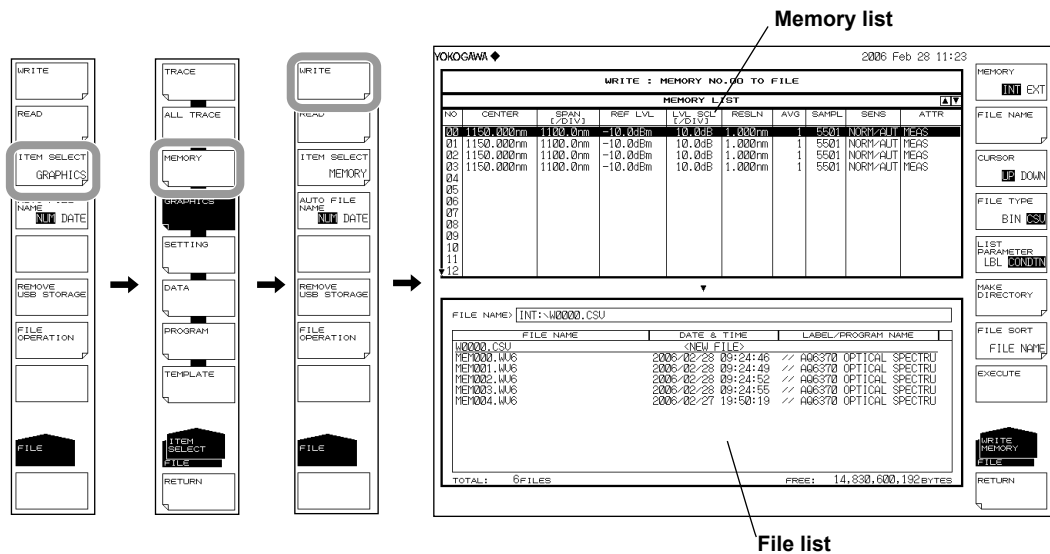 Memory list
WRITE
READ
ITEM SELECT
GRAPHICS
AUTO FILE
NAME
NUM DATE
REMOVE
USB STORAGE
FILE
OPERATION
FILE
TRACE
ALL TRACE
MEMORY
GRAPHICS
SETTING
DATA
PROGRAM
TEMPLATE
ITEM
SELECT
FILE
RETURN
WRITE
READ
ITEM SELECT
MEMORY
AUTO FILE
NAME
NUM DATE
REMOVE
USB STORAGE
FILE
OPERATION
FILE
YOKOGAWA 2006 Feb 28 11:23
WRITE : MEMORY NO.00 TO FILE
MEMORY LIST
NO CENTER SPAN [/DIV] REF LVL LVL SCL [/DIV] RESLN AVG SAMPL SENS ATTR
00 1150.000nm 1100.0nm -10.0dBm 10.0dB 1.000nm 1 5501 NORM/AUT MEAS
01 1150.000nm 1100.0nm -10.0dBm 10.0dB 1.000nm 1 5501 NORM/AUT MEAS
02 1150.000nm 1100.0nm -10.0dBm 10.0dB 1.000nm 1 5501 NORM/AUT MEAS
03 1150.000nm 1100.0nm -10.0dBm 10.0dB 1.000nm 1 5501 NORM/AUT MEAS
04
05
06
07
08
09
10
11
12
FILE NAME> INT:\W0000.CSV
FILE NAME DATE & TIME LABEL/PROGRAM NAME
W0000.CSV <NEW FILE>
MEM000.WV6 2006/02/28 09:24:46 // AQ6370 OPTICAL SPECTRU
MEM001.WV6 2006/02/28 09:24:49 // AQ6370 OPTICAL SPECTRU
MEM002.WV6 2006/02/28 09:24:52 // AQ6370 OPTICAL SPECTRU
MEM003.WV6 2006/02/28 09:24:55 // AQ6370 OPTICAL SPECTRU
MEM004.WV6 2006/02/27 19:50:19 // AQ6370 OPTICAL SPECTRU
TOTAL: 6FILES FREE: 14,830,600,192BYTES
MEMORY
INT EXT
FILE NAME
CURSOR
UP DOWN
FILE TYPE
BIN CSV
LIST
PARAMETER
LBL CONDTN
MAKE
DIRECTORY
FILE SORT
FILE NAME
EXECUTE
WRITE
MEMORY
FILE
RETURN
File list